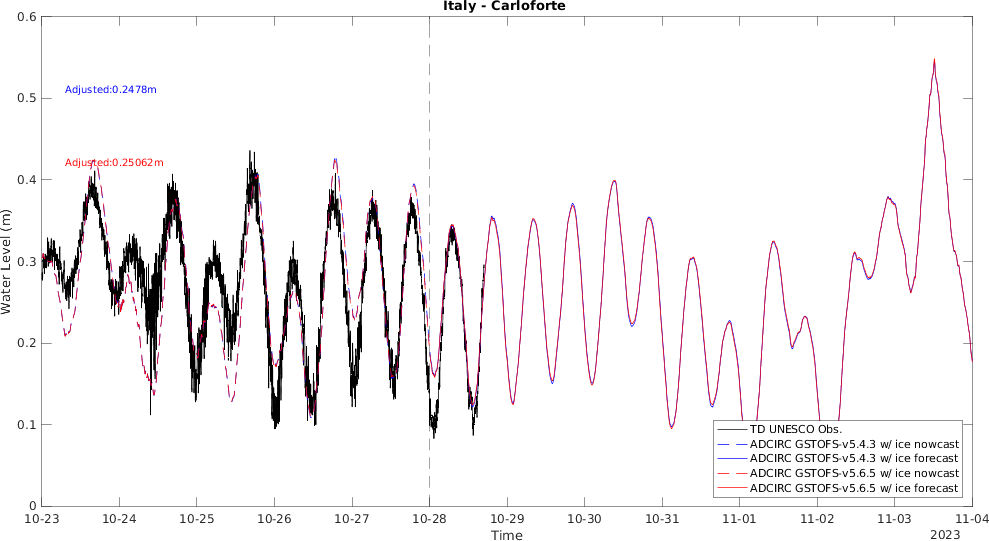 Italy - Carloforte
0.6
0.5
0.4
0.3
0.2
0.1
0
Water Level (m)
Adjusted:0.2478m
Adjusted:0.25062m
TD UNESCO Obs.
ADCIRC GSTOFS-v5.4.3 w/ ice nowcast
ADCIRC GSTOFS-v5.4.3 w/ ice forecast
ADCIRC GSTOFS-v5.6.5 w/ ice nowcast
ADCIRC GSTOFS-v5.6.5 w/ ice forecast
10-23 10-24 10-25 10-26 10-27 10-28 10-29 10-30 10-31 11-01 11-02 11-03 11-04
Time
2023